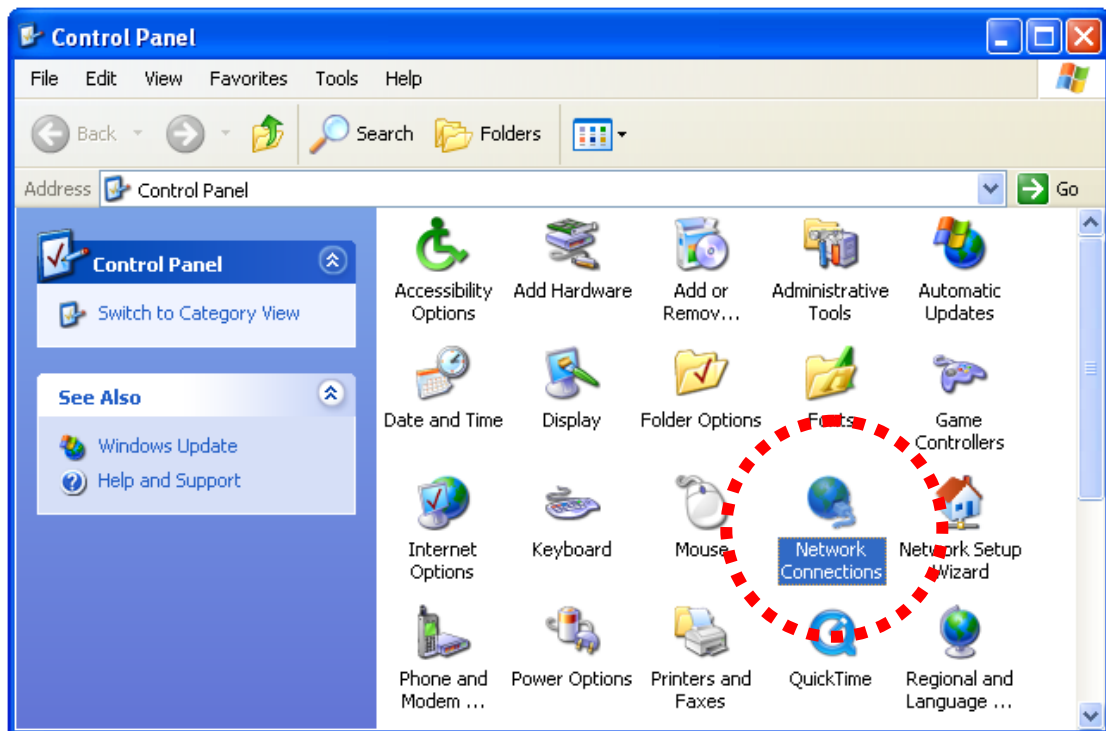 Control Panel
File Edit View Favorites Tools Help
Back Search Folders
Address Control Panel Go
Control Panel
Switch to Category View
See Also
Windows Update
Help and Support
Accessibility Options
Add Hardware
Add or Remov...
Administrative Tools
Automatic Updates
Date and Time
Display
Folder Options
Fonts
Game Controllers
Internet Options
Keyboard
Mouse
Network Connections
Network Setup Wizard
Phone and Modem ...
Power Options
Printers and Faxes
QuickTime
Regional and Language ...